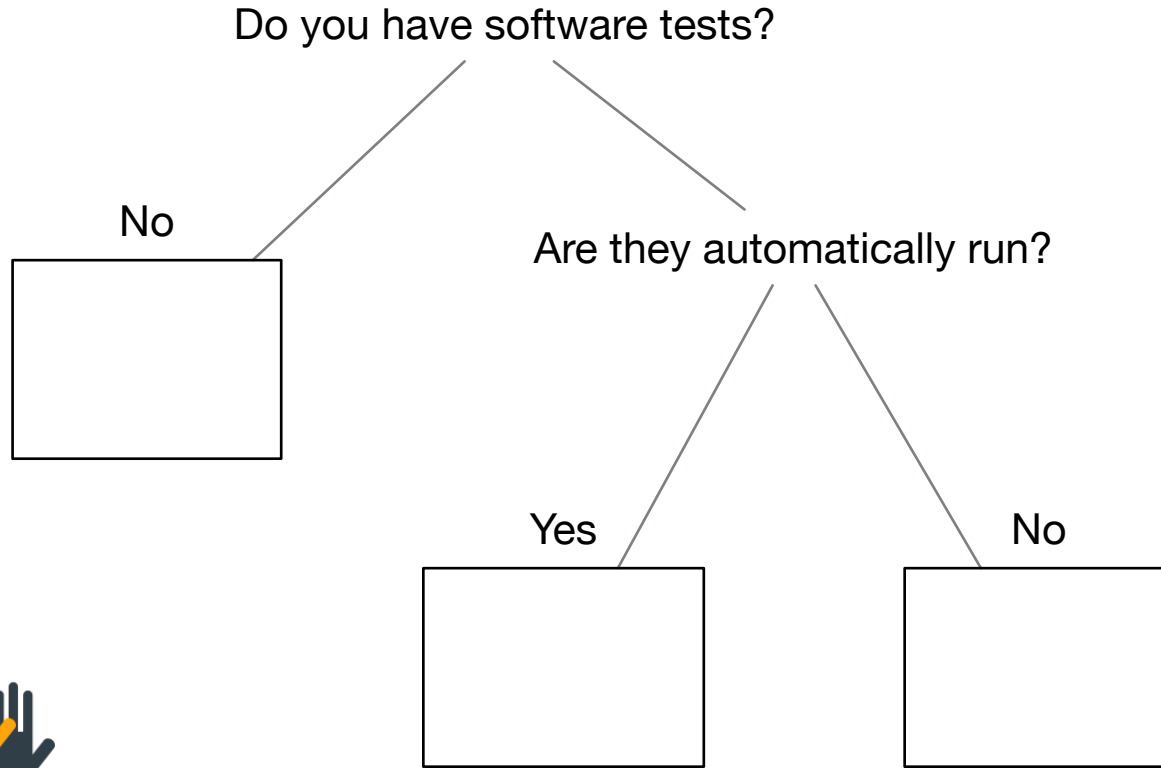 Do you have software tests?
No
Are they automatically run?
Yes
No